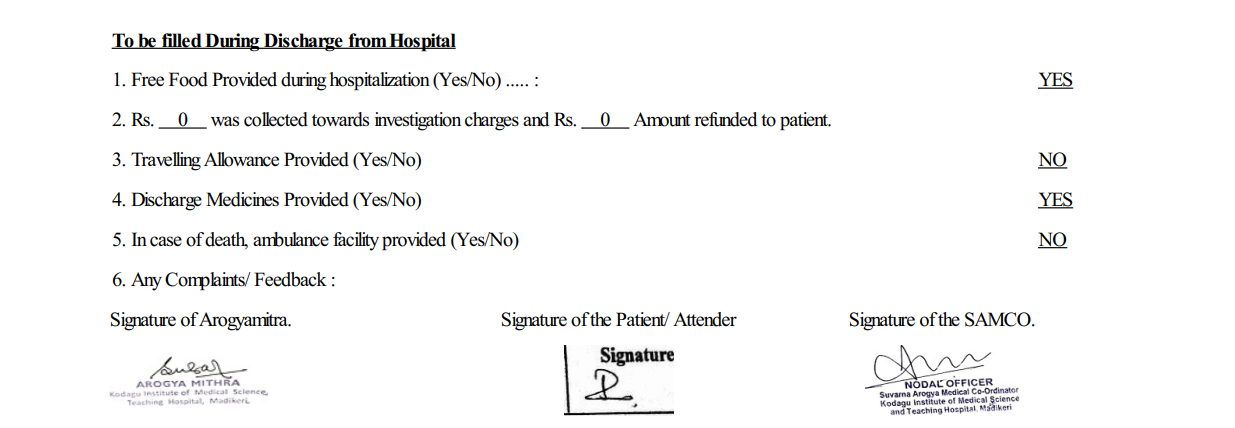 To be filled During Discharge from Hospital
1. Free Food Provided during hospitalization (Yes/No) ..... : YES
2. Rs. 0 was collected towards investigation charges and Rs. 0 Amount refunded to patient.
3. Travelling Allowance Provided (Yes/No) NO
4. Discharge Medicines Provided (Yes/No) YES
5. In case of death, ambulance facility provided (Yes/No) NO
6. Any Complaints/ Feedback :
Signature of Arogyamitra. Signature of the Patient/ Attender Signature of the SAMCO.
AROGYA MITHRA
Kodagu Institute of Medical Science,
Teaching Hospital, Madikeri.
Signature
NODAL OFFICER
Suvarna Arogya Medical Co-Ordinator
Kodagu Institute of Medical Science
and Teaching Hospital, Madikeri